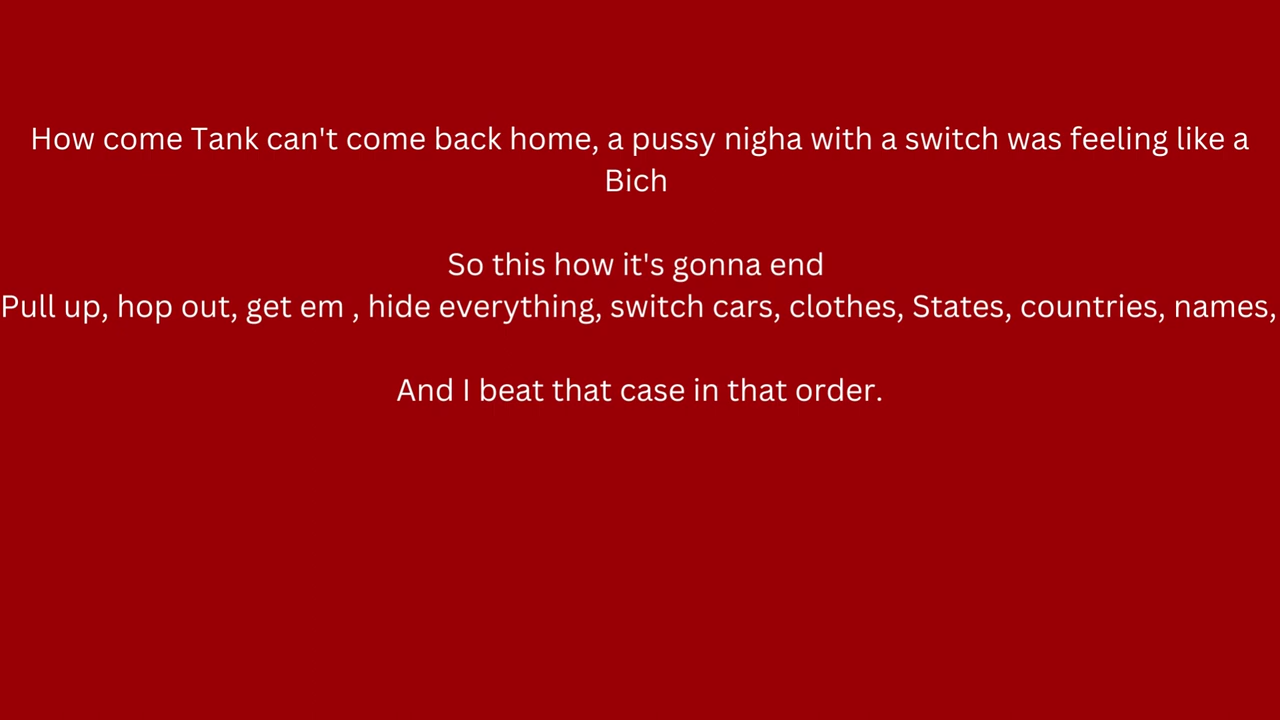 How come Tank can't come back home, a pussy nigha with a switch was feeling like a
Bich
So this how it's gonna end
Pull up, hop out, get em , hide everything, switch cars, clothes, States, countries, names,
And I beat that case in that order.